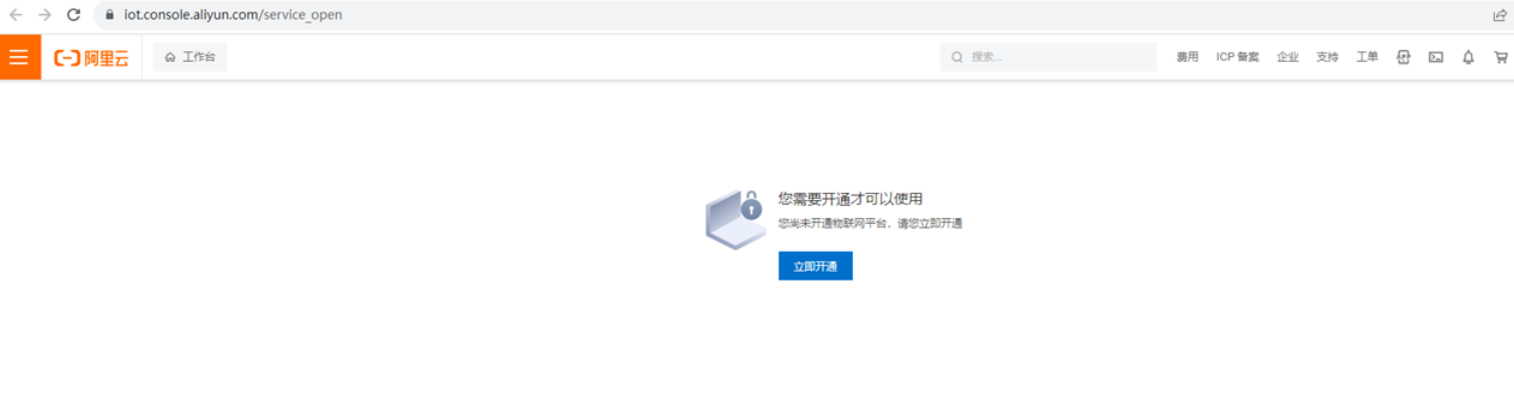 iot.console.aliyun.com/service_open
阿里云 工作台 搜索... 费用 ICP 备案 企业 支持 工单
您需要开通才可以使用
您尚未开通物联网平台，请您立即开通
立即开通